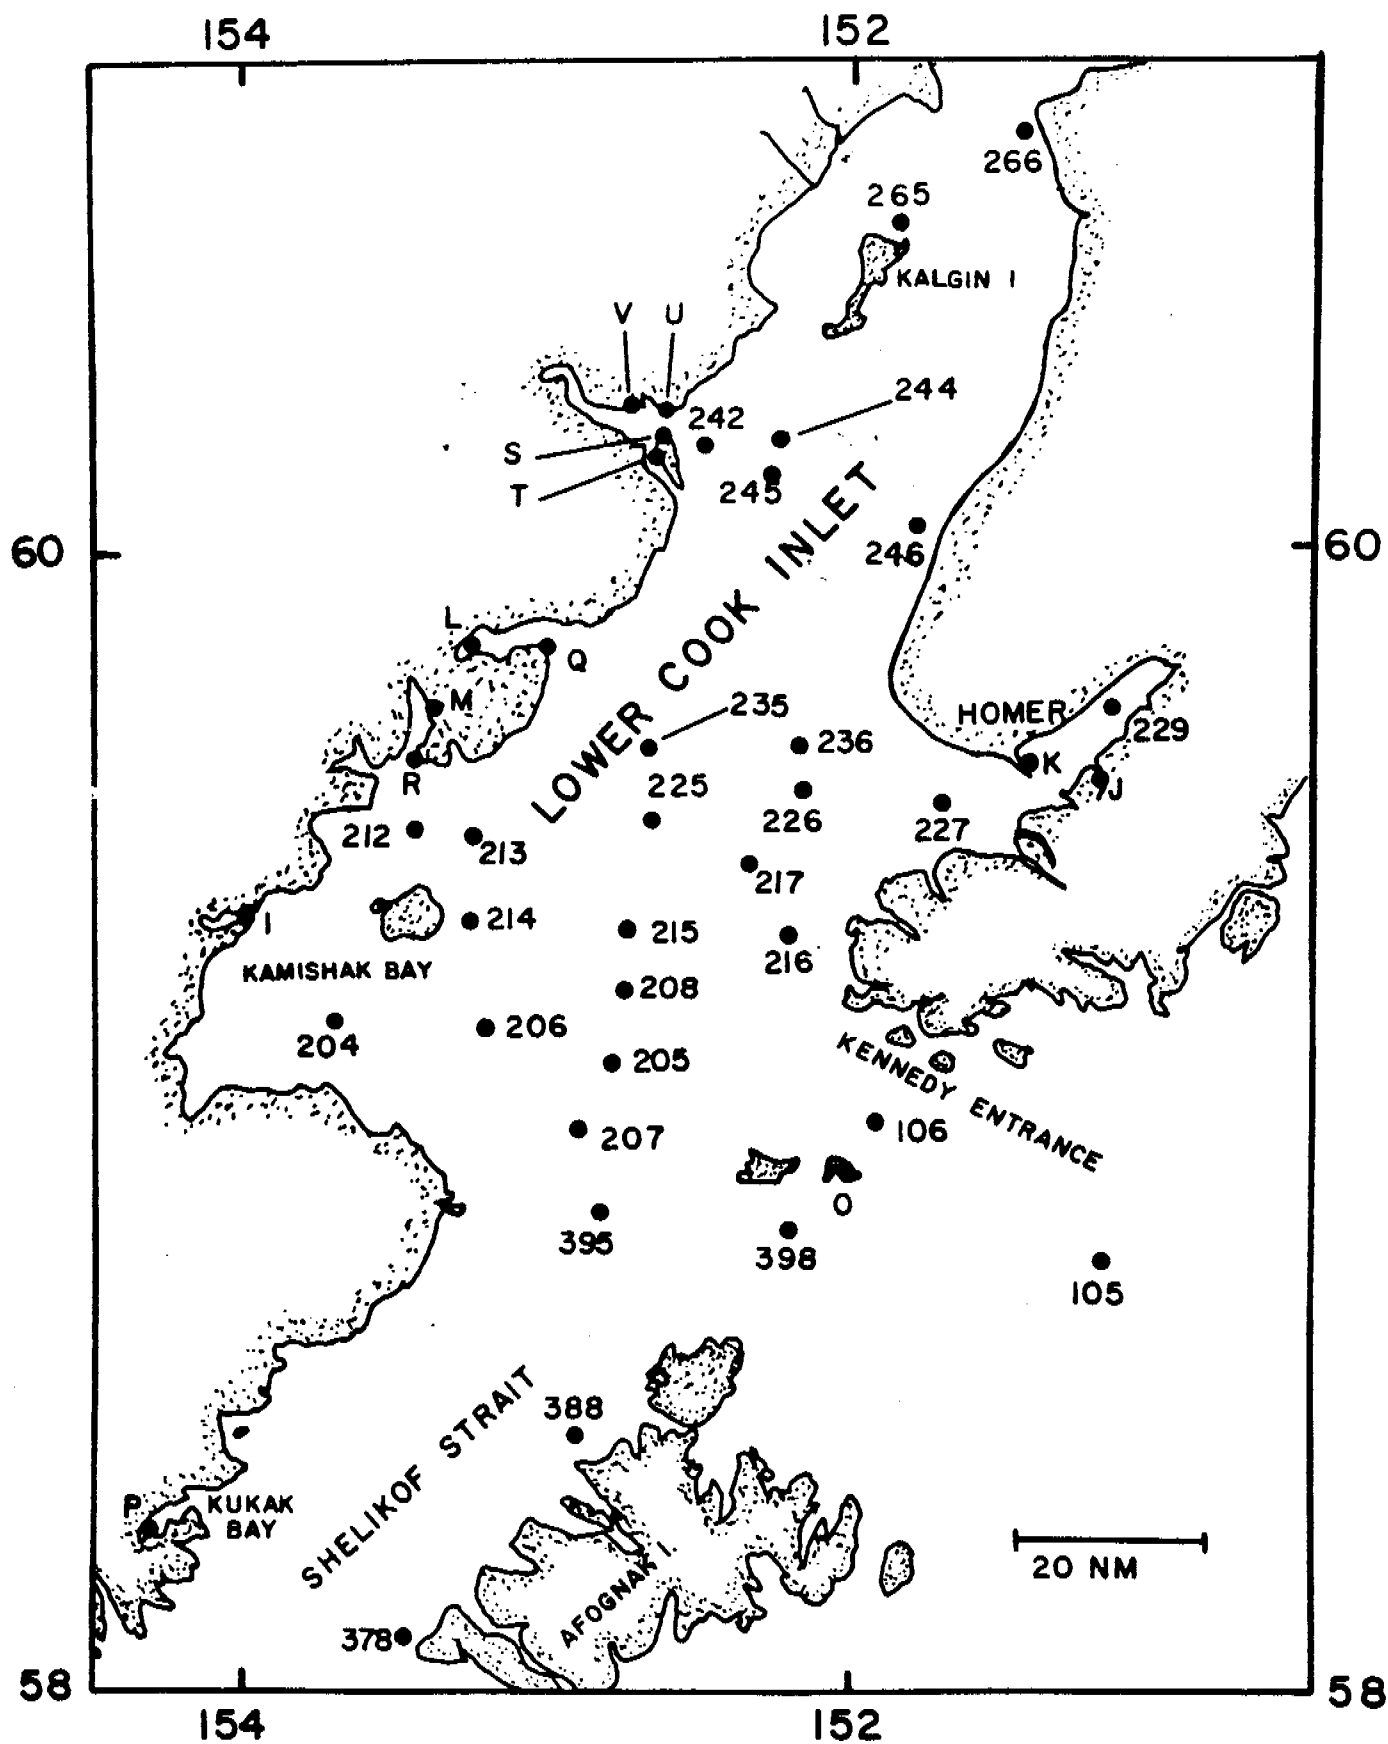 154
152
266
265
KALGIN I
V
U
244
242
S
245
T
246
60
60
LOWER COOK INLET
L
Q
M
235
HOMER
229
236
K
R
225
J
226
227
212
213
217
I
214
215
216
KAMISHAK BAY
208
204
206
205
KENNEDY ENTRANCE
106
207
O
395
398
105
SHELIKOF STRAIT
388
P
KUKAK
BAY
20 NM
AFOGNAK I.
378
58
58
154
152